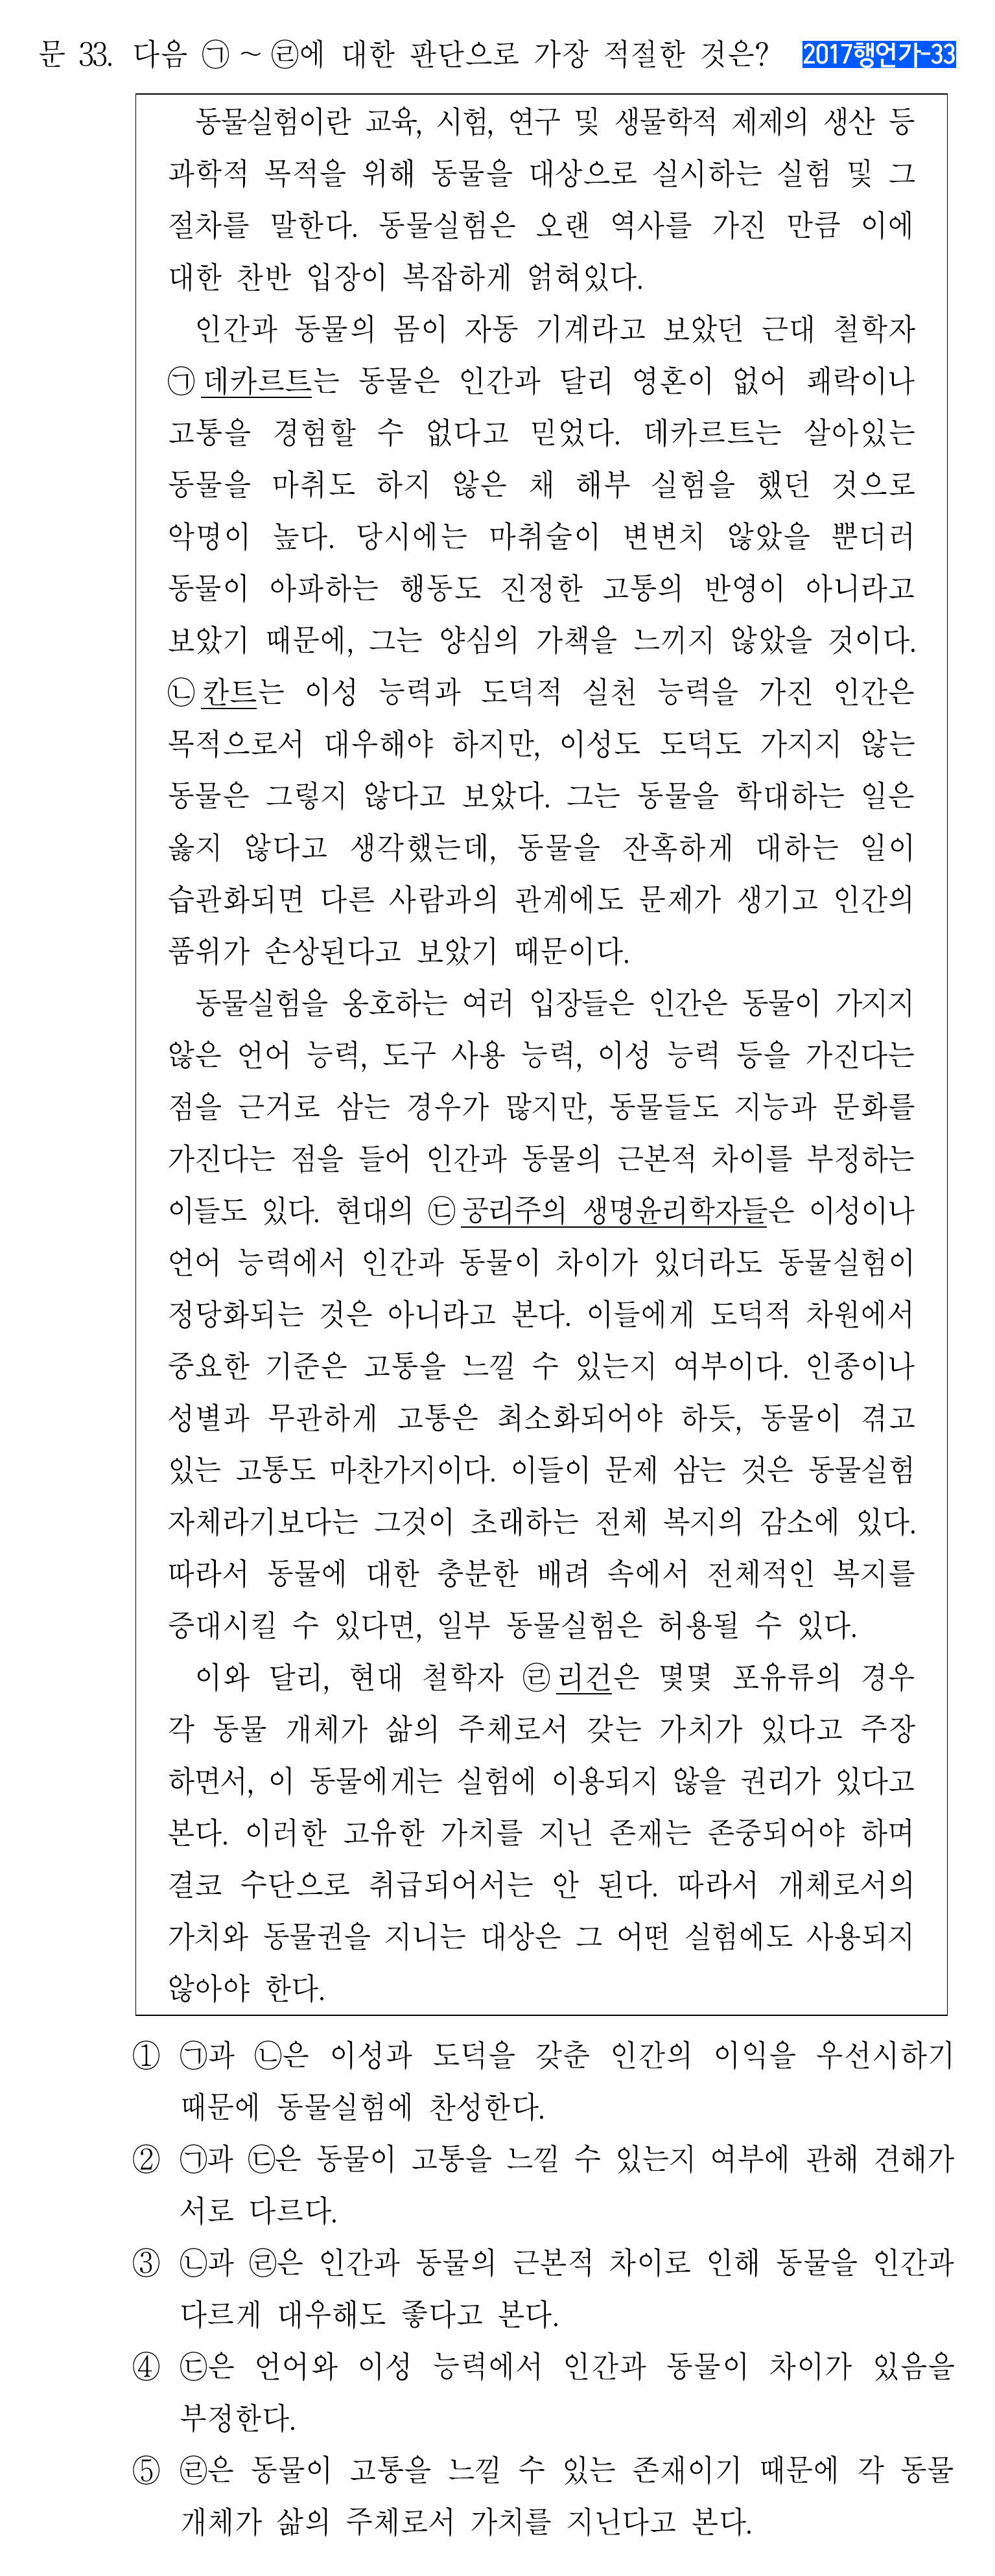 문 33. 다음 ㉠ ~ ㉣에 대한 판단으로 가장 적절한 것은? 2017행언가-33
동물실험이란 교육, 시험, 연구 및 생물학적 제제의 생산 등
과학적 목적을 위해 동물을 대상으로 실시하는 실험 및 그
절차를 말한다. 동물실험은 오랜 역사를 가진 만큼 이에
대한 찬반 입장이 복잡하게 얽혀있다.
인간과 동물의 몸이 자동 기계라고 보았던 근대 철학자
㉠ 데카르트는 동물은 인간과 달리 영혼이 없어 쾌락이나
고통을 경험할 수 없다고 믿었다. 데카르트는 살아있는
동물을 마취도 하지 않은 채 해부 실험을 했던 것으로
악명이 높다. 당시에는 마취술이 변변치 않았을 뿐더러
동물이 아파하는 행동도 진정한 고통의 반영이 아니라고
보았기 때문에, 그는 양심의 가책을 느끼지 않았을 것이다.
㉡ 칸트는 이성 능력과 도덕적 실천 능력을 가진 인간은
목적으로서 대우해야 하지만, 이성도 도덕도 가지지 않는
동물은 그렇지 않다고 보았다. 그는 동물을 학대하는 일은
옳지 않다고 생각했는데, 동물을 잔혹하게 대하는 일이
습관화되면 다른 사람과의 관계에도 문제가 생기고 인간의
품위가 손상된다고 보았기 때문이다.
동물실험을 옹호하는 여러 입장들은 인간은 동물이 가지지
않은 언어 능력, 도구 사용 능력, 이성 능력 등을 가진다는
점을 근거로 삼는 경우가 많지만, 동물들도 지능과 문화를
가진다는 점을 들어 인간과 동물의 근본적 차이를 부정하는
이들도 있다. 현대의 ㉢ 공리주의 생명윤리학자들은 이성이나
언어 능력에서 인간과 동물이 차이가 있더라도 동물실험이
정당화되는 것은 아니라고 본다. 이들에게 도덕적 차원에서
중요한 기준은 고통을 느낄 수 있는지 여부이다. 인종이나
성별과 무관하게 고통은 최소화되어야 하듯, 동물이 겪고
있는 고통도 마찬가지이다. 이들이 문제 삼는 것은 동물실험
자체라기보다는 그것이 초래하는 전체 복지의 감소에 있다.
따라서 동물에 대한 충분한 배려 속에서 전체적인 복지를
증대시킬 수 있다면, 일부 동물실험은 허용될 수 있다.
이와 달리, 현대 철학자 ㉣ 리건은 몇몇 포유류의 경우
각 동물 개체가 삶의 주체로서 갖는 가치가 있다고 주장
하면서, 이 동물에게는 실험에 이용되지 않을 권리가 있다고
본다. 이러한 고유한 가치를 지닌 존재는 존중되어야 하며
결코 수단으로 취급되어서는 안 된다. 따라서 개체로서의
가치와 동물권을 지니는 대상은 그 어떤 실험에도 사용되지
않아야 한다.
① ㉠과 ㉡은 이성과 도덕을 갖춘 인간의 이익을 우선시하기
때문에 동물실험에 찬성한다.
② ㉠과 ㉢은 동물이 고통을 느낄 수 있는지 여부에 관해 견해가
서로 다르다.
③ ㉡과 ㉣은 인간과 동물의 근본적 차이로 인해 동물을 인간과
다르게 대우해도 좋다고 본다.
④ ㉢은 언어와 이성 능력에서 인간과 동물이 차이가 있음을
부정한다.
⑤ ㉣은 동물이 고통을 느낄 수 있는 존재이기 때문에 각 동물
개체가 삶의 주체로서 가치를 지닌다고 본다.